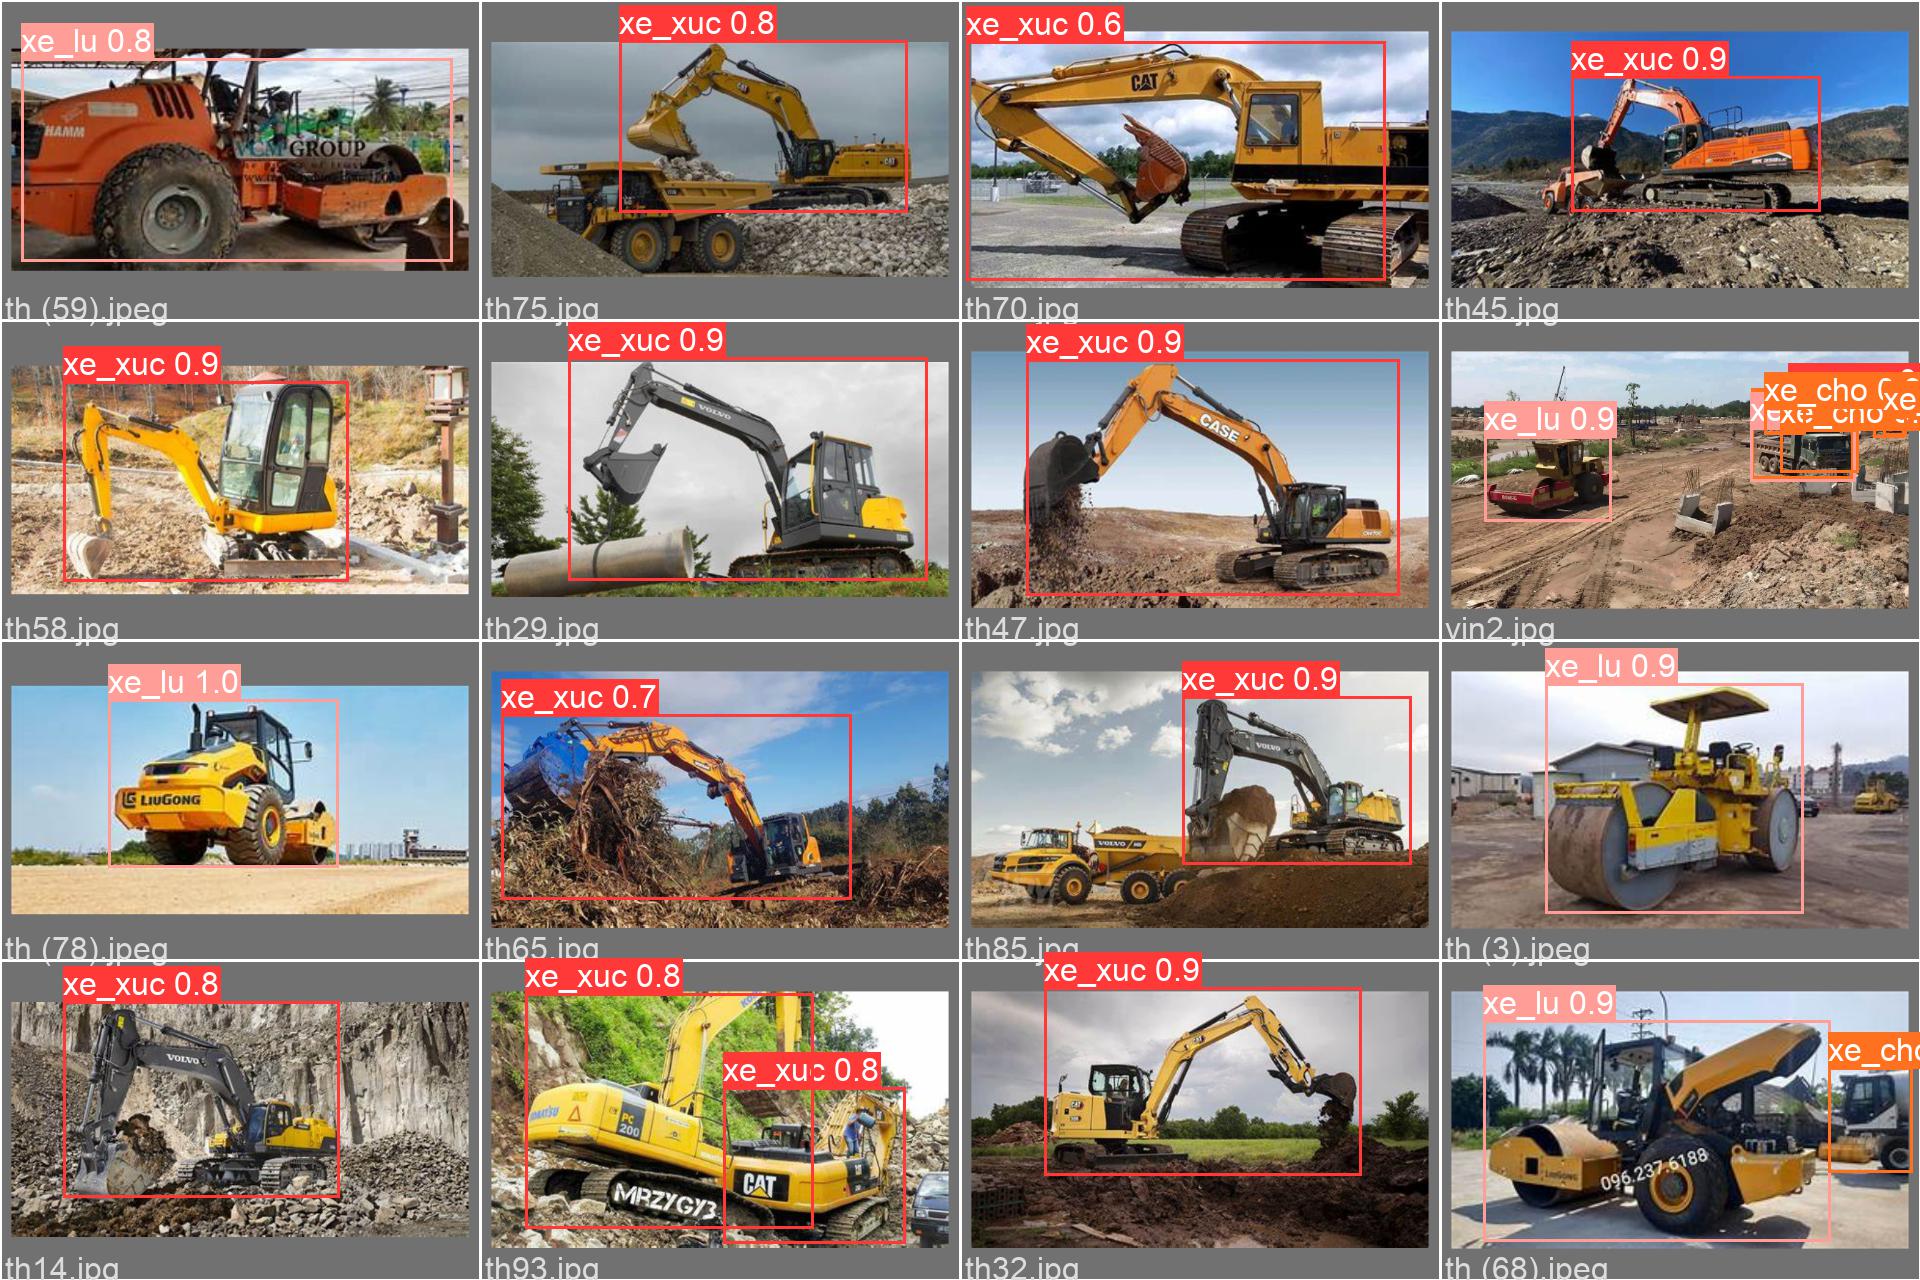 xe_lu 0.8
HAMM
VCM GROUP
th (59).jpeg
xe_xuc 0.8
CAT
CAT
th75.jpg
xe_xuc 0.6
CAT
th70.jpg
xe_xuc 0.9
th45.jpg
xe_xuc 0.9
th58.jpg
xe_xuc 0.9
VOLVO
th29.jpg
xe_xuc 0.9
CASE
th47.jpg
xe_lu 0.9
xe_cho
xe_cho
xe
vin2.jpg
xe_lu 1.0
LIUGONG
th (78).jpeg
xe_xuc 0.7
th65.jpg
xe_xuc 0.9
VOLVO
VOLVO
th85.jpg
xe_lu 0.9
th (3).jpeg
xe_xuc 0.8
VOLVO
th14.jpg
xe_xuc 0.8
KOMATSU
PC
200
xe_xuc 0.8
CAT
MRZYGY3
th93.jpg
xe_xuc 0.9
th32.jpg
xe_lu 0.9
xe_cho
LIUGONG
096.237.6188
th (68).jpeg